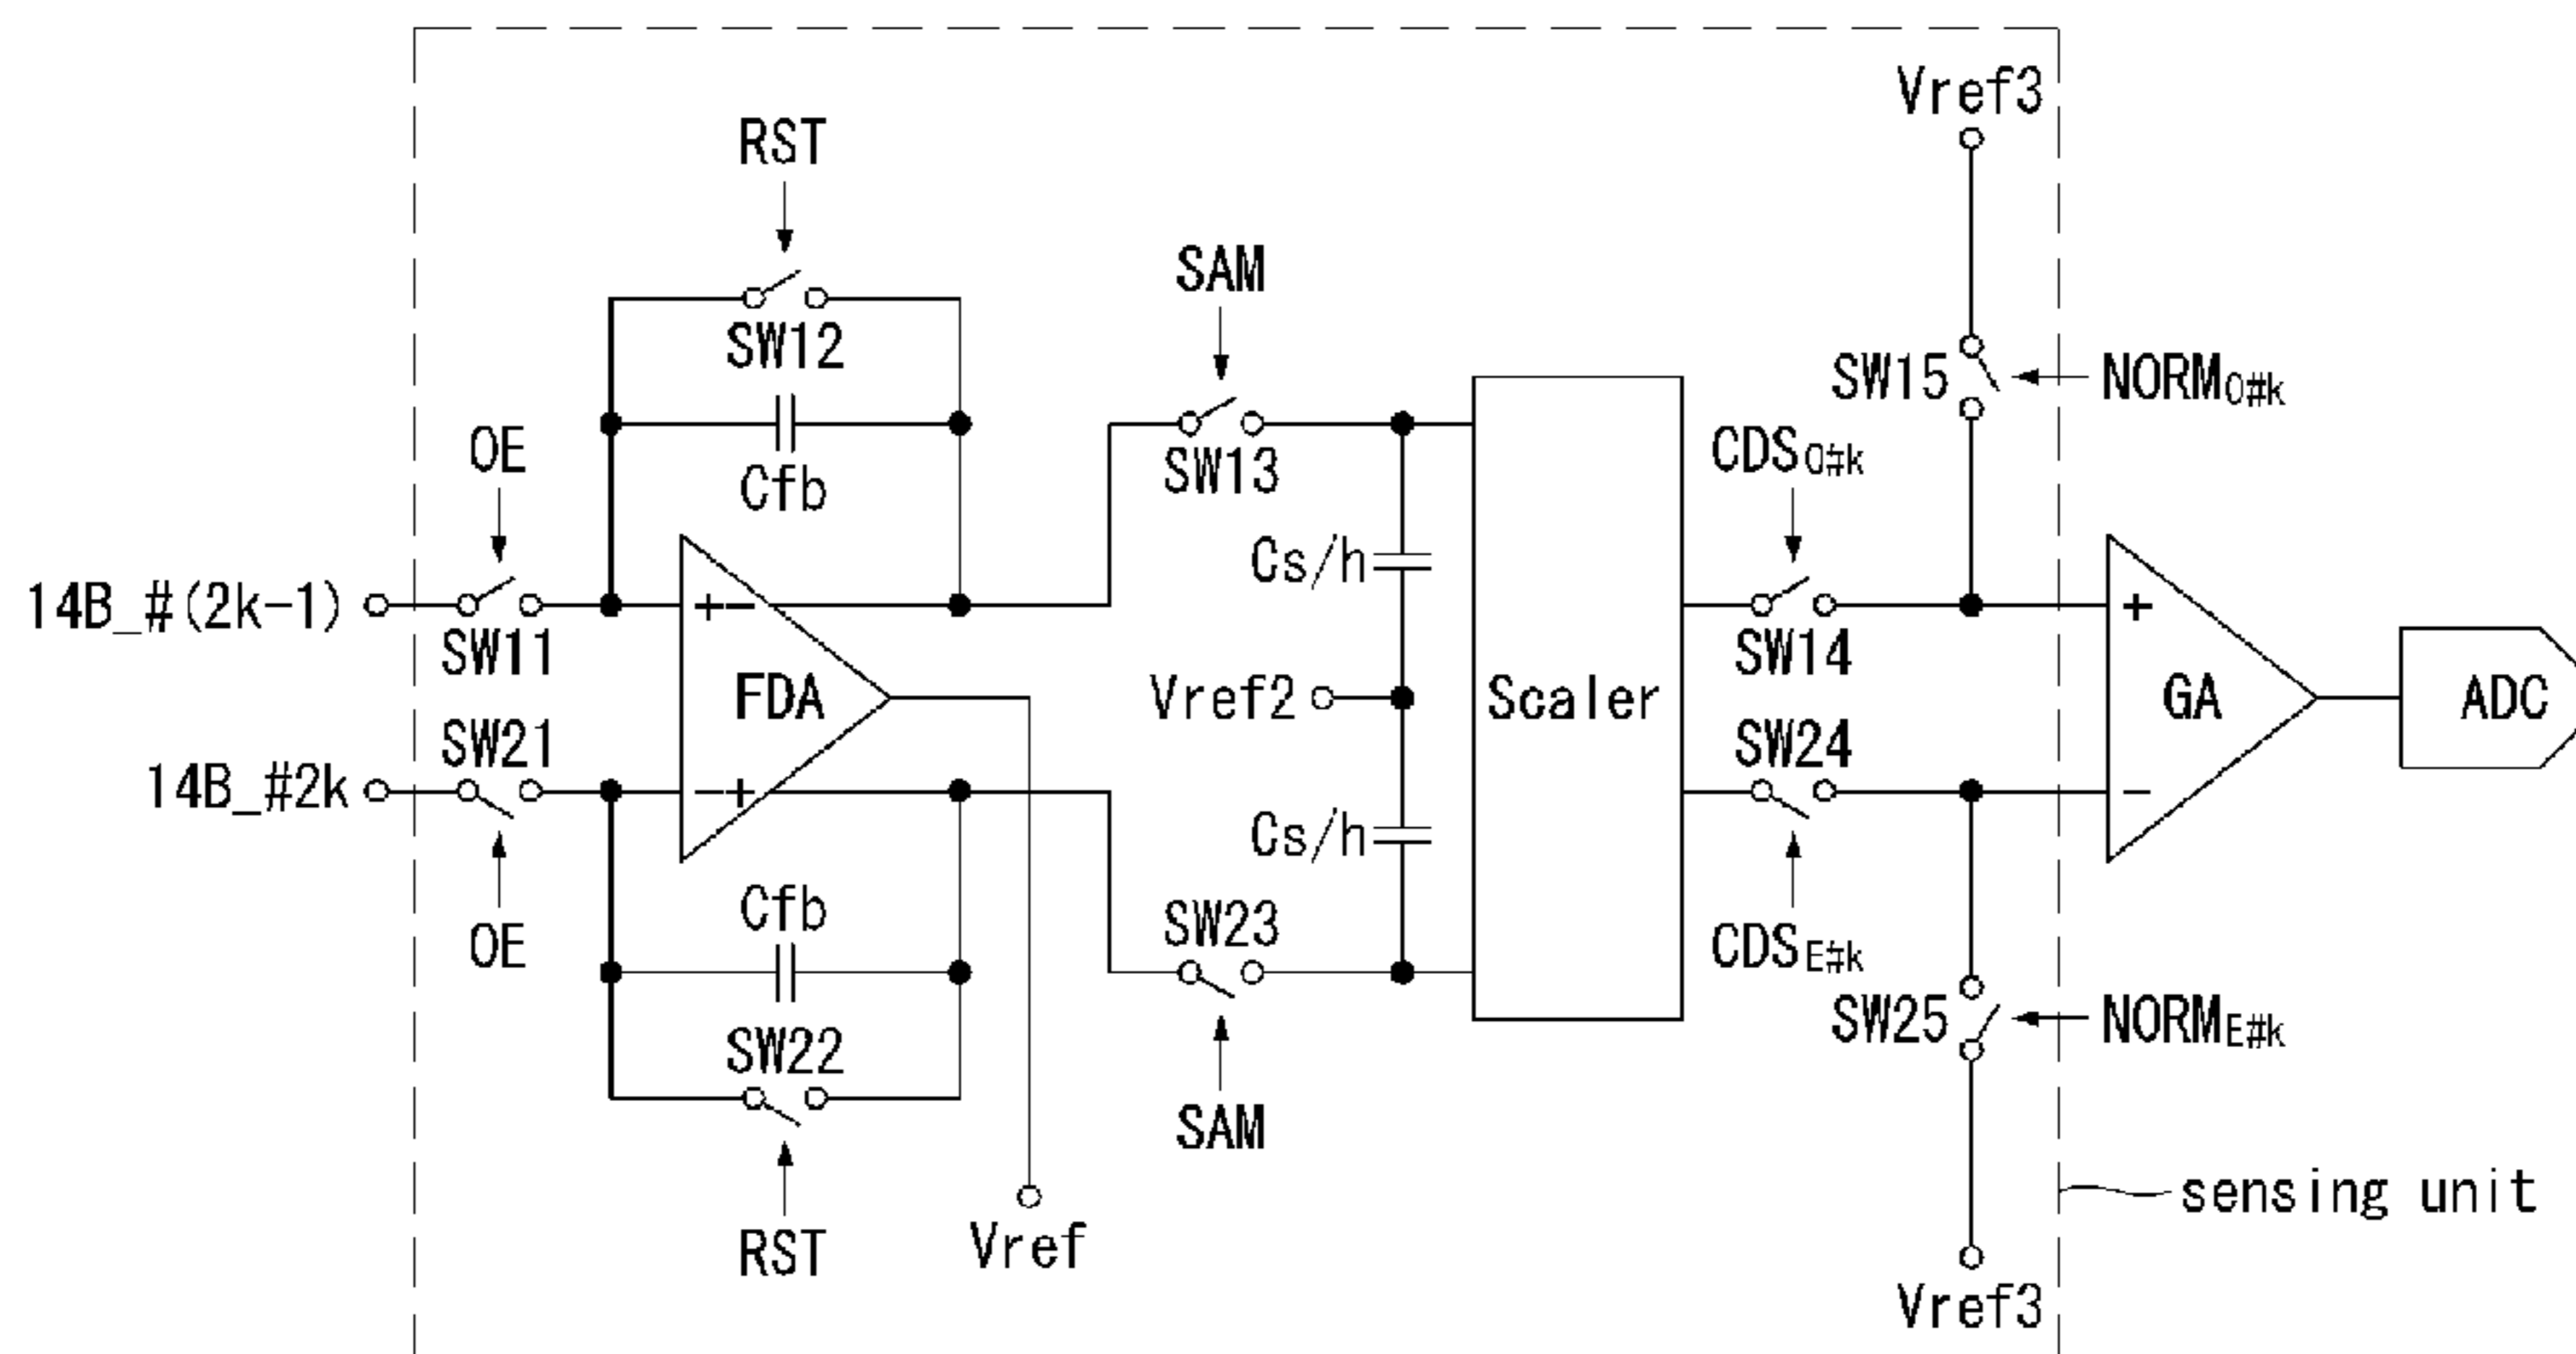 Vref3
RST
SAM
SW12
SW15
NORMO#k
OE
Cfb
SW13
CDSO#k
Cs/h
14B_#(2k-1)
SW11
+-
SW14
+
FDA
Vref2
Scaler
GA
ADC
SW21
SW24
14B_#2k
-+
-
Cs/h
Cfb
SW23
OE
CDSE#k
SW25
NORME#k
SW22
SAM
sensing unit
RST
Vref
Vref3